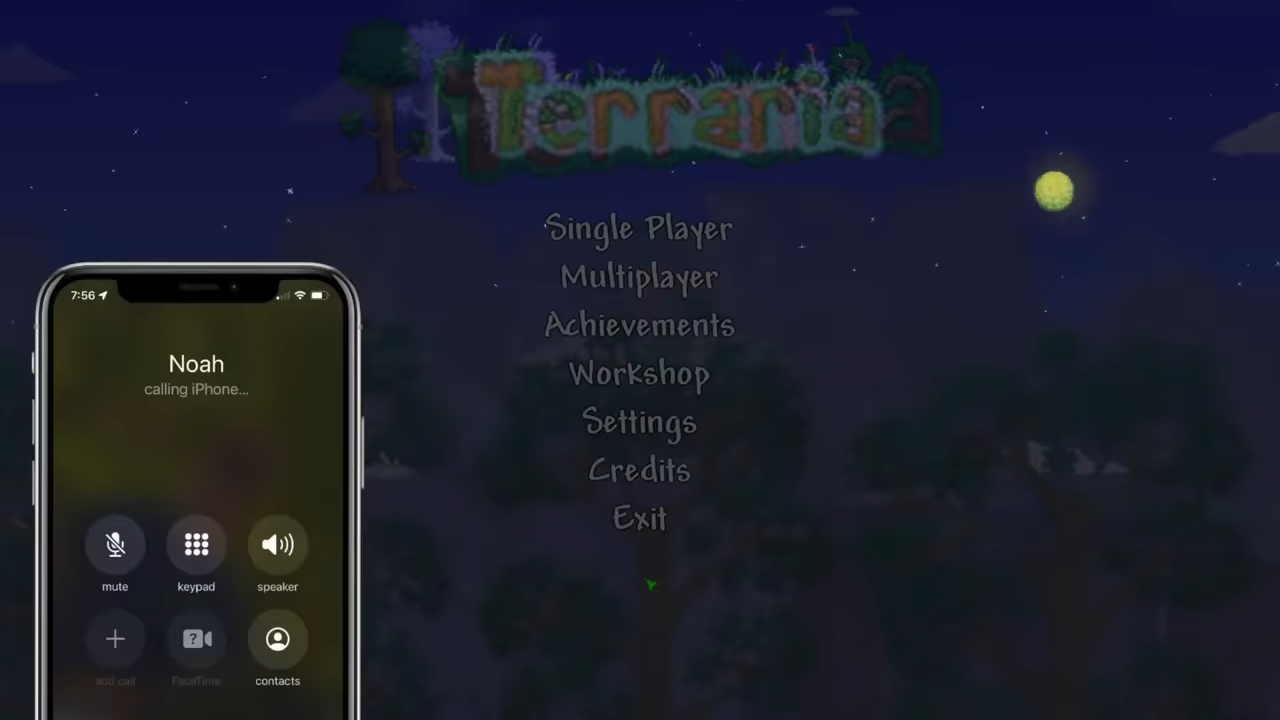 Terraria
Single Player
Multiplayer
Achievements
Workshop
Settings
Credits
Exit
7:56
Noah
calling iPhone...
mute
keypad
speaker
add call
FaceTime
contacts